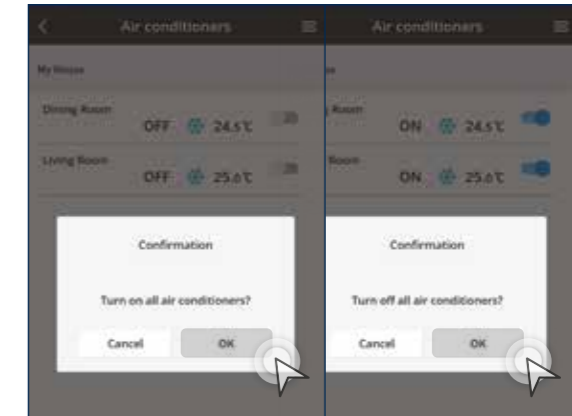 Air conditioners
My House
Dining Room
OFF 24.5℃
Living Room
OFF 25.6℃
Confirmation
Turn on all air conditioners?
Cancel OK
Air conditioners
Room
ON 24.5℃
Room
ON 25.6℃
Confirmation
Turn off all air conditioners?
Cancel OK